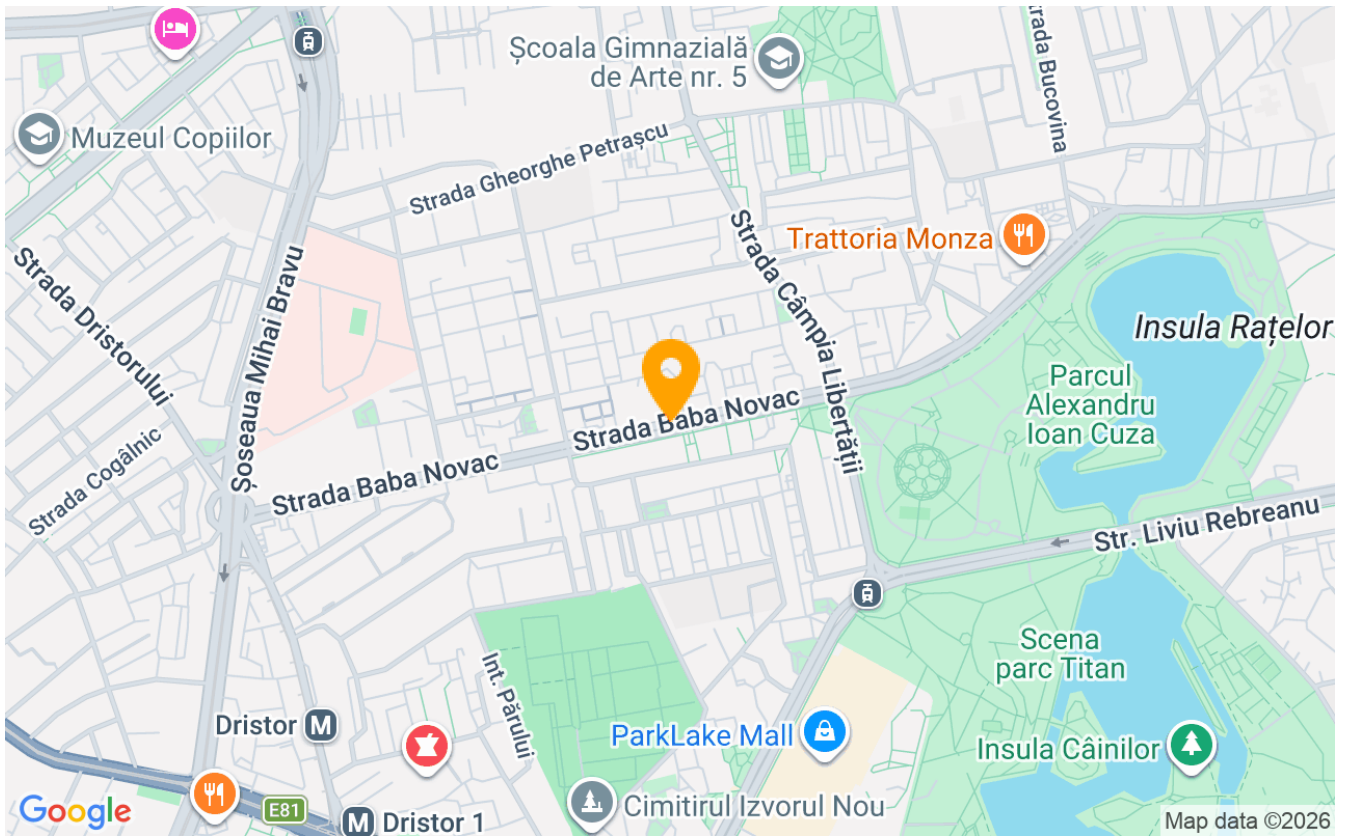 Școala Gimnazială
de Arte nr. 5
Strada Bucovina
Muzeul Copiilor
Strada Gheorghe Petrașcu
Trattoria Monza
Strada Câmpia Libertății
Șoseaua Mihai Bravu
Strada Dristorului
Insula Rațelor
Parcul
Alexandru
Ioan Cuza
Strada Baba Novac
Strada Baba Novac
Strada Cogâlnic
Str. Liviu Rebreanu
Scena
parc Titan
Int. Părului
Dristor M
ParkLake Mall
Insula Câinilor
Google
E81
M Dristor 1
Cimitirul Izvorul Nou
Map data ©2026